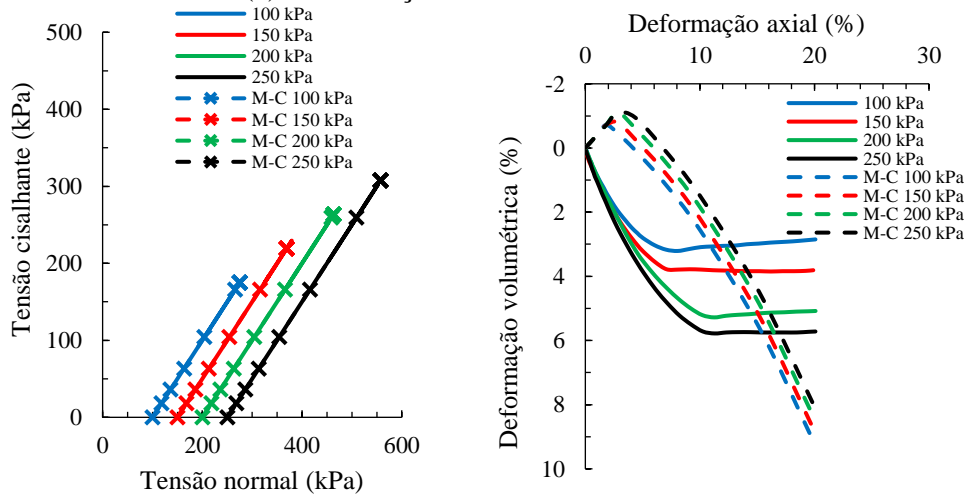 100 kPa
150 kPa
200 kPa
250 kPa
M-C 100 kPa
M-C 150 kPa
M-C 200 kPa
M-C 250 kPa
500
400
300
200
100
0
0 200 400 600
Tensão cisalhante (kPa)
Tensão normal (kPa)
Deformação axial (%)
0 10 20 30
-2
0
2
4
6
8
10
Deformação volumétrica (%)
100 kPa
150 kPa
200 kPa
250 kPa
M-C 100 kPa
M-C 150 kPa
M-C 200 kPa
M-C 250 kPa